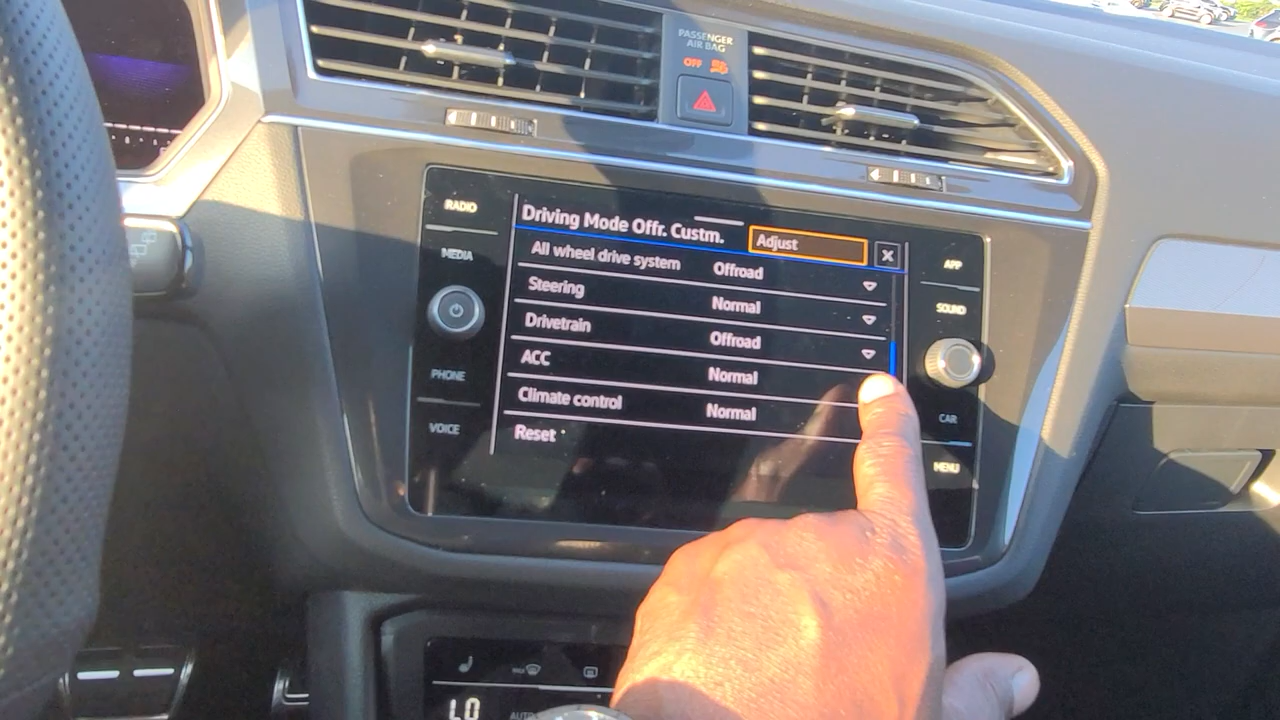 PASSENGER
AIR BAG
OFF
RADIO
MEDIA
PHONE
VOICE
Driving Mode Offr. Custm.
Adjust
X
All wheel drive system Offroad
Steering Normal
Drivetrain Offroad
ACC Normal
Climate control Normal
Reset
APP
SOUND
CAR
MENU
LO
AUTO